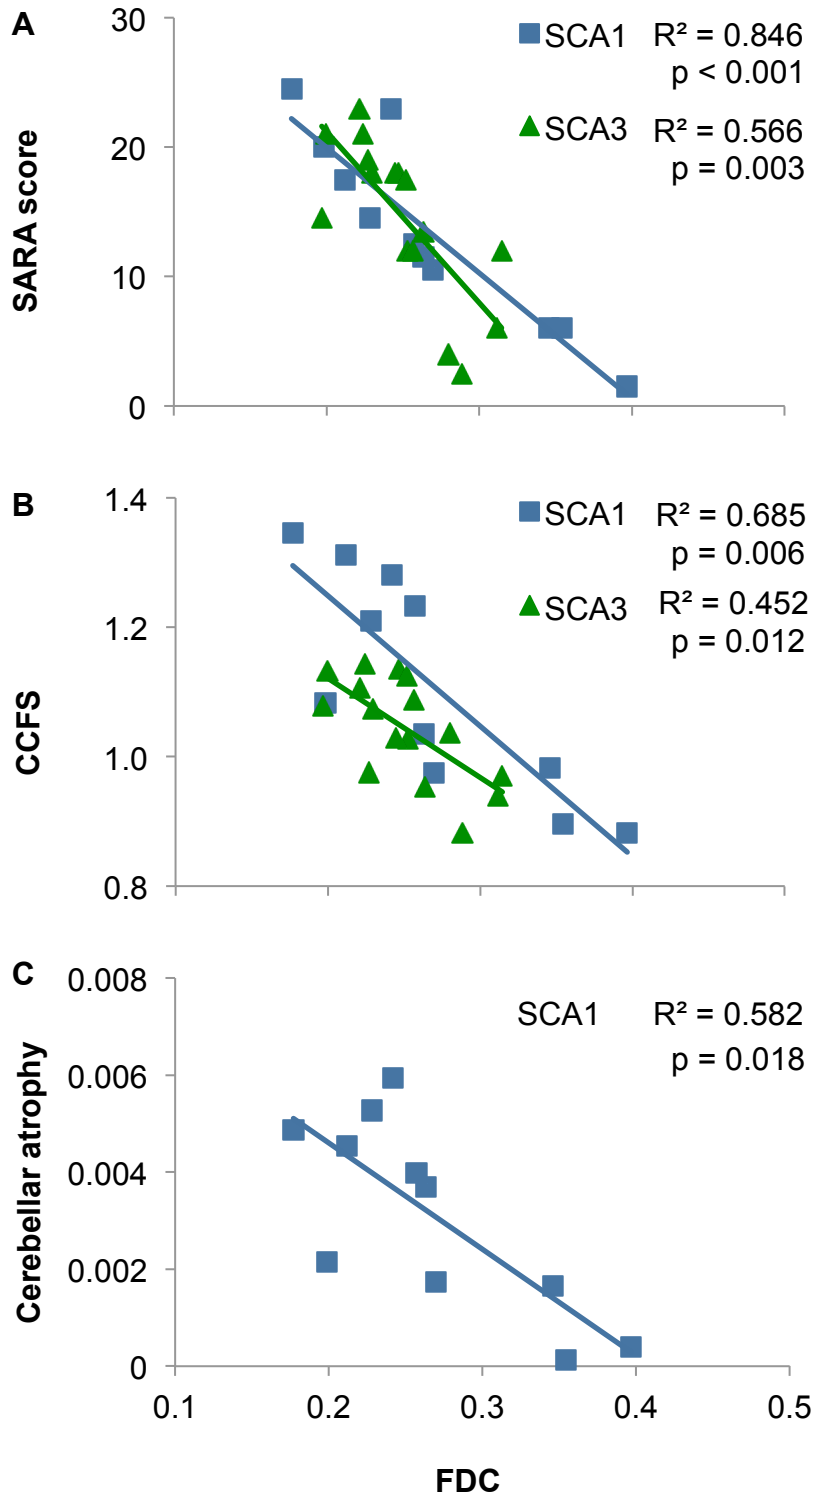 A
30
20
10
0
SARA score
SCA1 R² = 0.846
p < 0.001
SCA3 R² = 0.566
p = 0.003
B
1.4
1.2
1.0
0.8
CCFS
SCA1 R² = 0.685
p = 0.006
SCA3 R² = 0.452
p = 0.012
C
0.008
0.006
0.004
0.002
0
Cerebellar atrophy
SCA1 R² = 0.582
p = 0.018
0.1 0.2 0.3 0.4 0.5
FDC